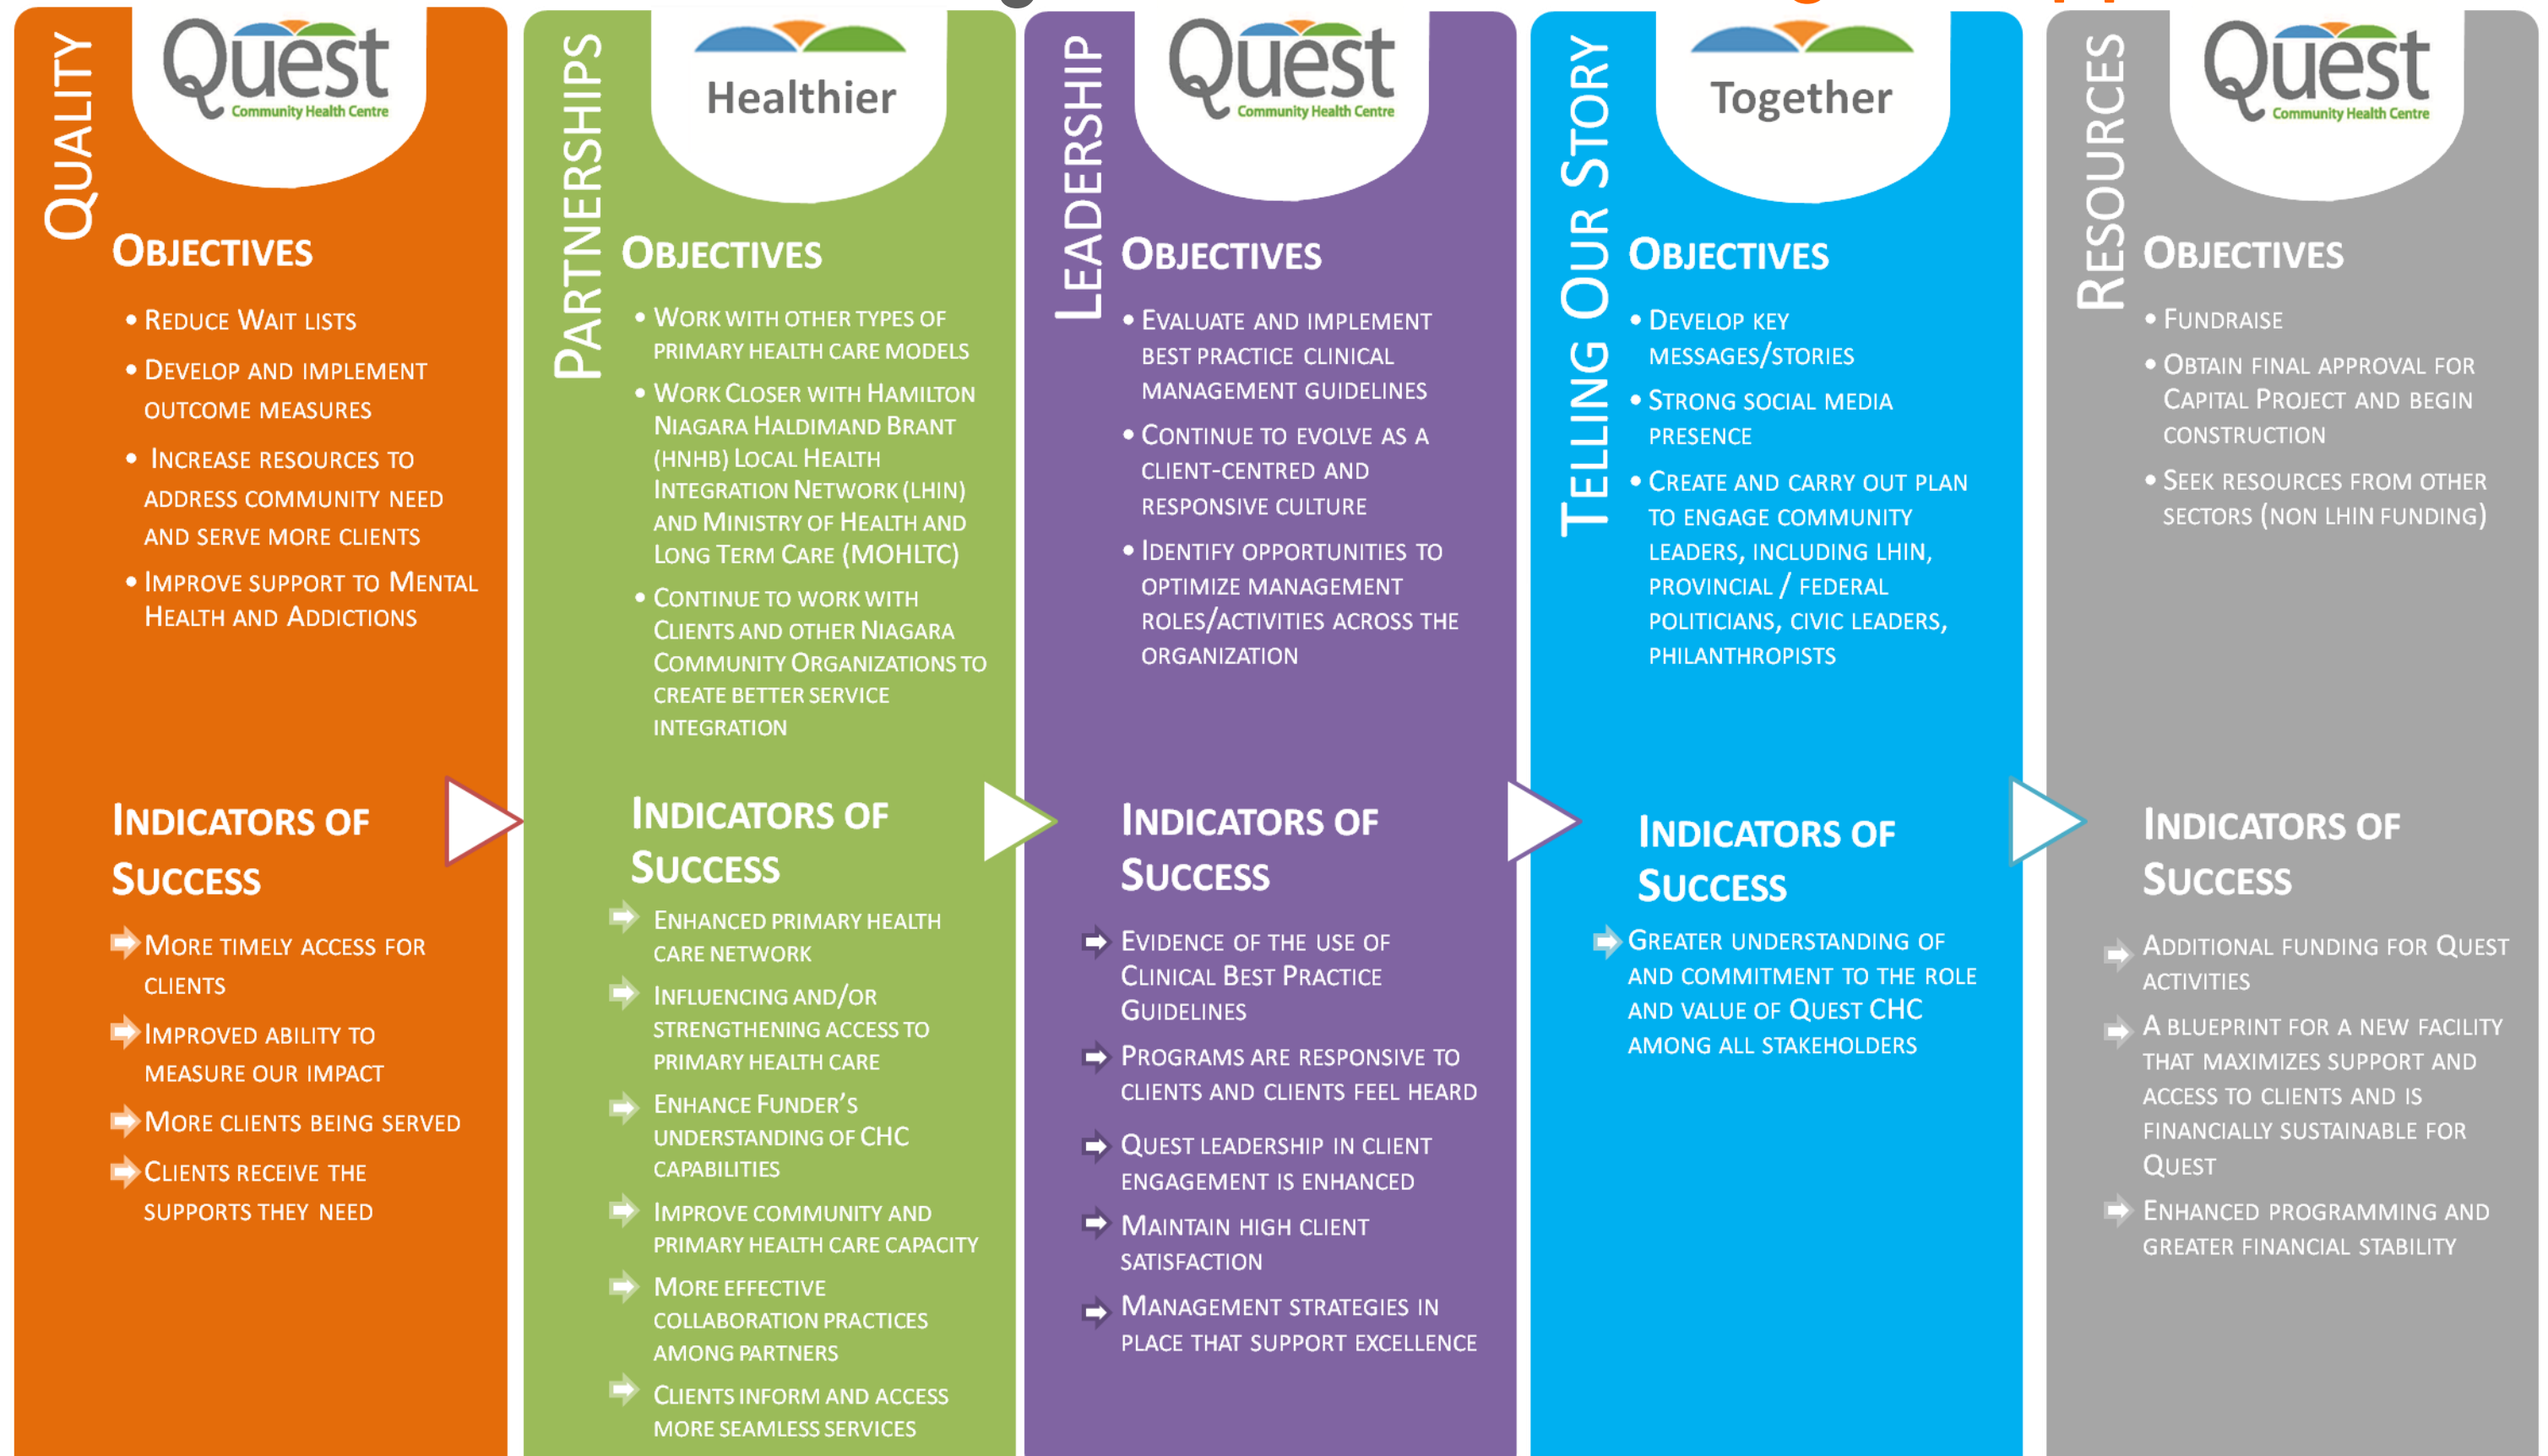 QUALITY
Quest
Community Health Centre
OBJECTIVES
• REDUCE WAIT LISTS
• DEVELOP AND IMPLEMENT
OUTCOME MEASURES
• INCREASE RESOURCES TO
ADDRESS COMMUNITY NEED
AND SERVE MORE CLIENTS
• IMPROVE SUPPORT TO MENTAL
HEALTH AND ADDICTIONS
INDICATORS OF
SUCCESS
MORE TIMELY ACCESS FOR
CLIENTS
IMPROVED ABILITY TO
MEASURE OUR IMPACT
MORE CLIENTS BEING SERVED
CLIENTS RECEIVE THE
SUPPORTS THEY NEED
PARTNERSHIPS
Healthier
OBJECTIVES
• WORK WITH OTHER TYPES OF
PRIMARY HEALTH CARE MODELS
• WORK CLOSER WITH HAMILTON
NIAGARA HALDIMAND BRANT
(HNHB) LOCAL HEALTH
INTEGRATION NETWORK (LHIN)
AND MINISTRY OF HEALTH AND
LONG TERM CARE (MOHLTC)
• CONTINUE TO WORK WITH
CLIENTS AND OTHER NIAGARA
COMMUNITY ORGANIZATIONS TO
CREATE BETTER SERVICE
INTEGRATION
INDICATORS OF
SUCCESS
ENHANCED PRIMARY HEALTH
CARE NETWORK
INFLUENCING AND/OR
STRENGTHENING ACCESS TO
PRIMARY HEALTH CARE
ENHANCE FUNDER'S
UNDERSTANDING OF CHC
CAPABILITIES
IMPROVE COMMUNITY AND
PRIMARY HEALTH CARE CAPACITY
MORE EFFECTIVE
COLLABORATION PRACTICES
AMONG PARTNERS
CLIENTS INFORM AND ACCESS
MORE SEAMLESS SERVICES
LEADERSHIP
Quest
Community Health Centre
OBJECTIVES
• EVALUATE AND IMPLEMENT
BEST PRACTICE CLINICAL
MANAGEMENT GUIDELINES
• CONTINUE TO EVOLVE AS A
CLIENT-CENTRED AND
RESPONSIVE CULTURE
• IDENTIFY OPPORTUNITIES TO
OPTIMIZE MANAGEMENT
ROLES/ACTIVITIES ACROSS THE
ORGANIZATION
INDICATORS OF
SUCCESS
EVIDENCE OF THE USE OF
CLINICAL BEST PRACTICE
GUIDELINES
PROGRAMS ARE RESPONSIVE TO
CLIENTS AND CLIENTS FEEL HEARD
QUEST LEADERSHIP IN CLIENT
ENGAGEMENT IS ENHANCED
MAINTAIN HIGH CLIENT
SATISFACTION
MANAGEMENT STRATEGIES IN
PLACE THAT SUPPORT EXCELLENCE
TELLING OUR STORY
Together
OBJECTIVES
• DEVELOP KEY
MESSAGES/STORIES
• STRONG SOCIAL MEDIA
PRESENCE
• CREATE AND CARRY OUT PLAN
TO ENGAGE COMMUNITY
LEADERS, INCLUDING LHIN,
PROVINCIAL / FEDERAL
POLITICIANS, CIVIC LEADERS,
PHILANTHROPISTS
INDICATORS OF
SUCCESS
GREATER UNDERSTANDING OF
AND COMMITMENT TO THE ROLE
AND VALUE OF QUEST CHC
AMONG ALL STAKEHOLDERS
RESOURCES
Quest
Community Health Centre
OBJECTIVES
• FUNDRAISE
• OBTAIN FINAL APPROVAL FOR
CAPITAL PROJECT AND BEGIN
CONSTRUCTION
• SEEK RESOURCES FROM OTHER
SECTORS (NON LHIN FUNDING)
INDICATORS OF
SUCCESS
ADDITIONAL FUNDING FOR QUEST
ACTIVITIES
A BLUEPRINT FOR A NEW FACILITY
THAT MAXIMIZES SUPPORT AND
ACCESS TO CLIENTS AND IS
FINANCIALLY SUSTAINABLE FOR
QUEST
ENHANCED PROGRAMMING AND
GREATER FINANCIAL STABILITY